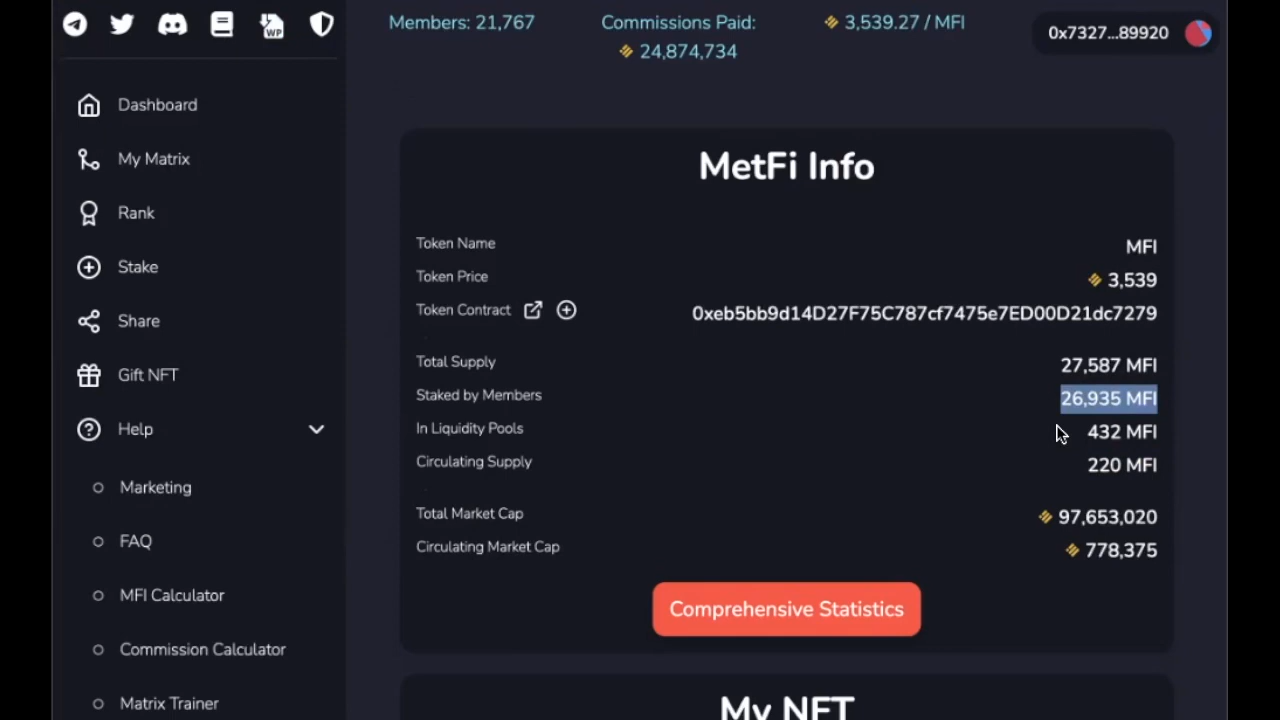 WP
Members: 21,767
Commissions Paid:
24,874,734
3,539.27 / MFI
0x7327...89920
Dashboard
My Matrix
Rank
Stake
Share
Gift NFT
Help
Marketing
FAQ
MFI Calculator
Commission Calculator
Matrix Trainer
MetFi Info
Token Name MFI
Token Price 3,539
Token Contract 0xeb5bb9d14D27F75C787cf7475e7ED00D21dc7279
Total Supply 27,587 MFI
Staked by Members 26,935 MFI
In Liquidity Pools 432 MFI
Circulating Supply 220 MFI
Total Market Cap 97,653,020
Circulating Market Cap 778,375
Comprehensive Statistics
My NFT